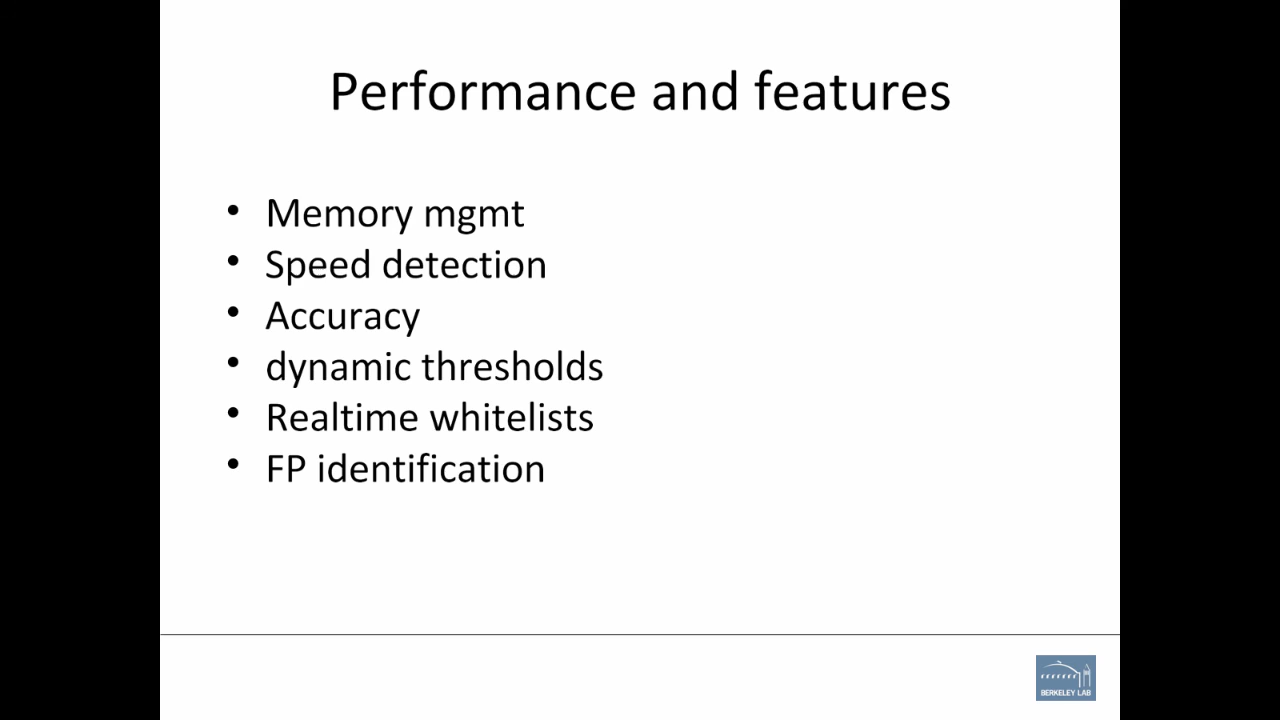 Performance and features
• Memory mgmt
• Speed detection
• Accuracy
• dynamic thresholds
• Realtime whitelists
• FP identification
BERKELEY LAB